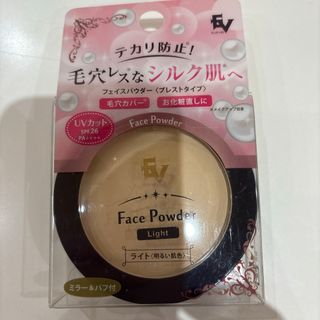 EV
テカリ防止!
毛穴レスなシルク肌へ
フェイスパウダー〈プレストタイプ〉
毛穴カバー※
お化粧直しに
UVカット
SPF26
Face Powder
EV
Face Powder
Light
ライト〈明るい肌色〉
ミラー&パフ付